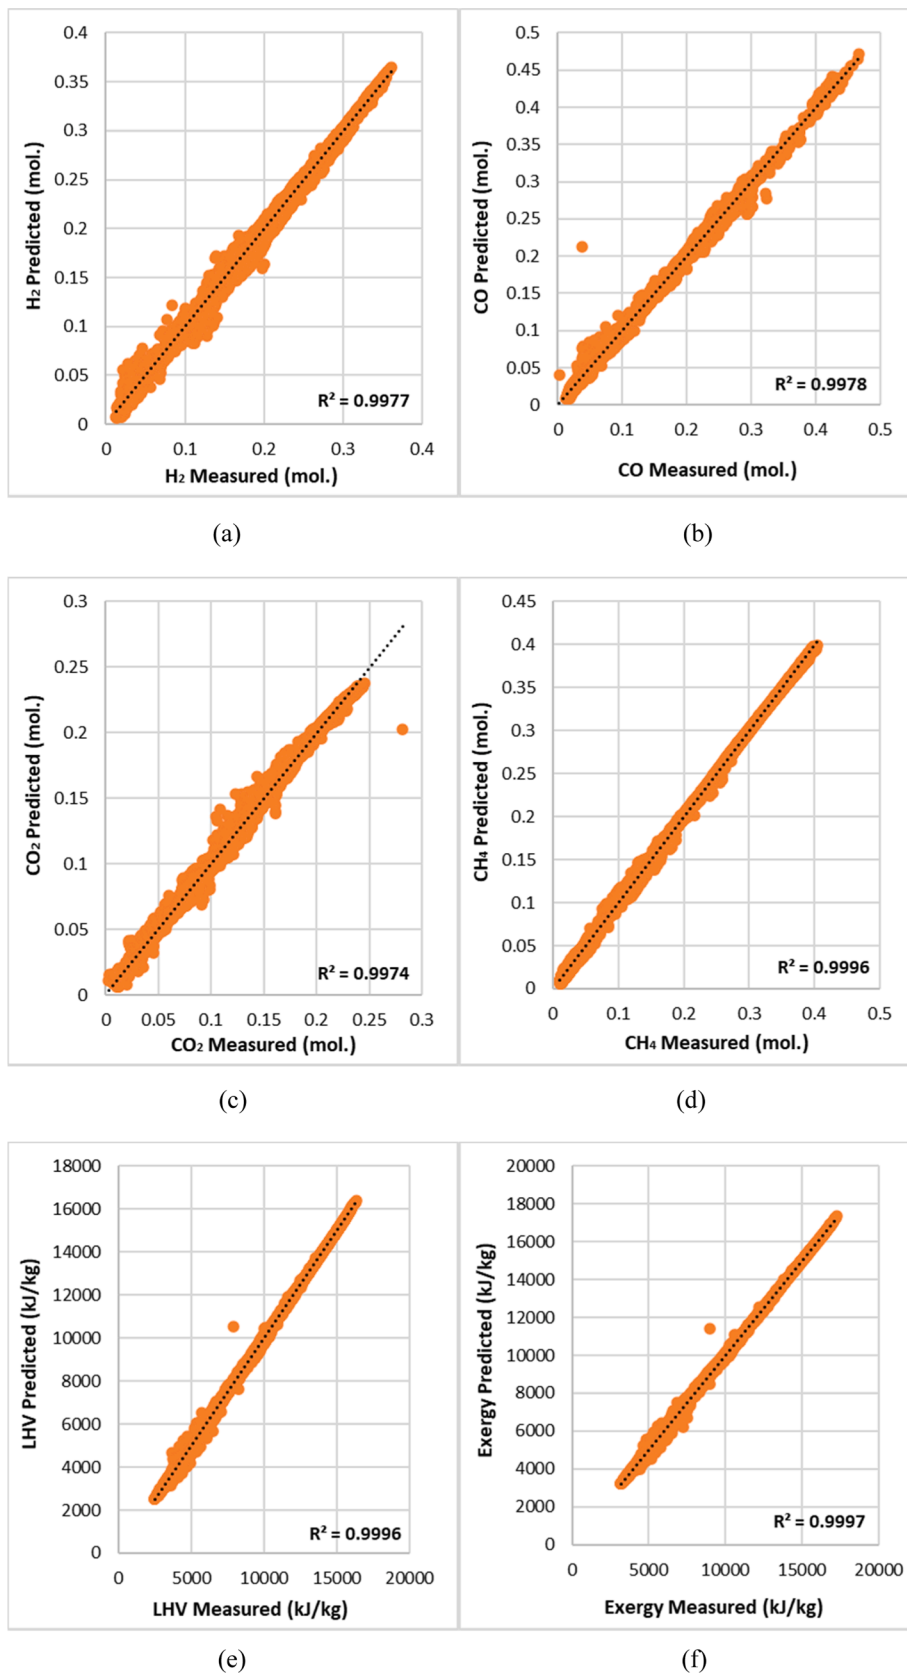 0.4
0.35
0.3
0.25
0.2
0.15
0.1
0.05
0
H₂ Predicted (mol.)
R² = 0.9977
0 0.1 0.2 0.3 0.4
H₂ Measured (mol.)
(a)
0.5
0.45
0.4
0.35
0.3
0.25
0.2
0.15
0.1
0.05
0
CO Predicted (mol.)
R² = 0.9978
0 0.1 0.2 0.3 0.4 0.5
CO Measured (mol.)
(b)
0.3
0.25
0.2
0.15
0.1
0.05
0
CO₂ Predicted (mol.)
R² = 0.9974
0 0.05 0.1 0.15 0.2 0.25 0.3
CO₂ Measured (mol.)
(c)
0.45
0.4
0.35
0.3
0.25
0.2
0.15
0.1
0.05
0
CH₄ Predicted (mol.)
R² = 0.9996
0 0.1 0.2 0.3 0.4 0.5
CH₄ Measured (mol.)
(d)
18000
16000
14000
12000
10000
8000
6000
4000
2000
0
LHV Predicted (kJ/kg)
R² = 0.9996
0 5000 10000 15000 20000
LHV Measured (kJ/kg)
(e)
20000
18000
16000
14000
12000
10000
8000
6000
4000
2000
0
Exergy Predicted (kJ/kg)
R² = 0.9997
0 5000 10000 15000 20000
Exergy Measured (kJ/kg)
(f)